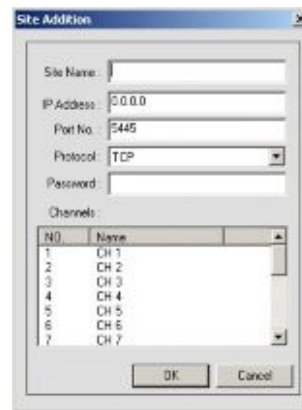 Site Addition
Site Name :
IP Address : 0.0.0.0
Port No. : 5445
Protocol : TCP
Password :
Channels :
NO. Name
1 CH 1
2 CH 2
3 CH 3
4 CH 4
5 CH 5
6 CH 6
7 CH 7
OK Cancel